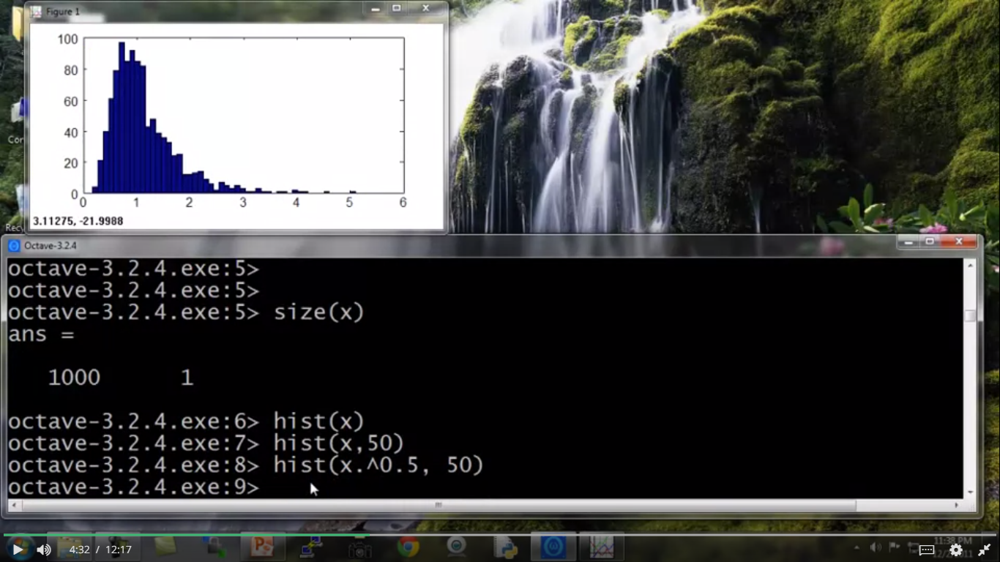 Figure 1
100
80
60
40
20
0
0 1 2 3 4 5 6
3.11275, -21.9988
Octave-3.2.4
octave-3.2.4.exe:5>
octave-3.2.4.exe:5>
octave-3.2.4.exe:5> size(x)
ans =
1000 1
octave-3.2.4.exe:6> hist(x)
octave-3.2.4.exe:7> hist(x,50)
octave-3.2.4.exe:8> hist(x.^0.5, 50)
octave-3.2.4.exe:9>
4:32 / 12:17
11:38 PM